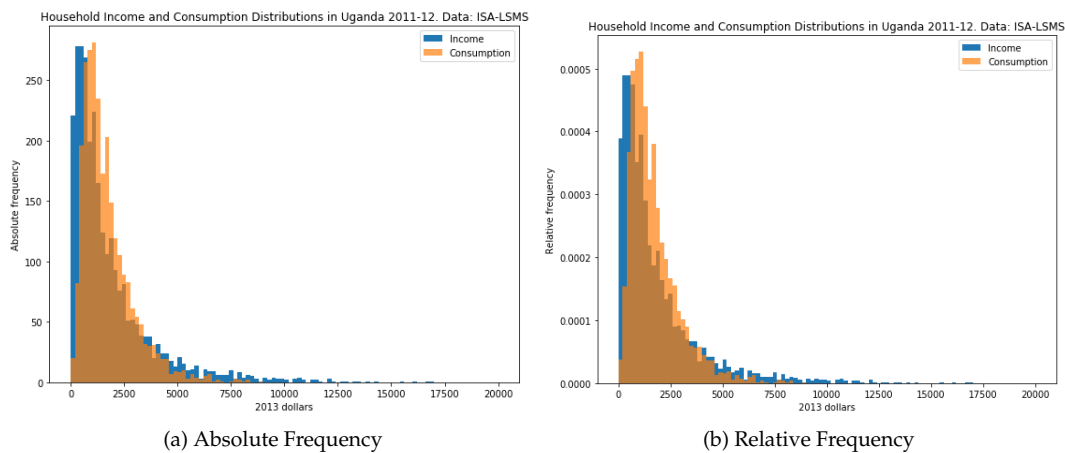 Household Income and Consumption Distributions in Uganda 2011-12. Data: ISA-LSMS
Income
Consumption
250
200
150
100
50
0
Absolute frequency
0
2500
5000
7500
10000
12500
15000
17500
20000
2013 dollars
(a) Absolute Frequency
Household Income and Consumption Distributions in Uganda 2011-12. Data: ISA-LSMS
Income
Consumption
0.0005
0.0004
0.0003
0.0002
0.0001
0.0000
Relative frequency
0
2500
5000
7500
10000
12500
15000
17500
20000
2013 dollars
(b) Relative Frequency